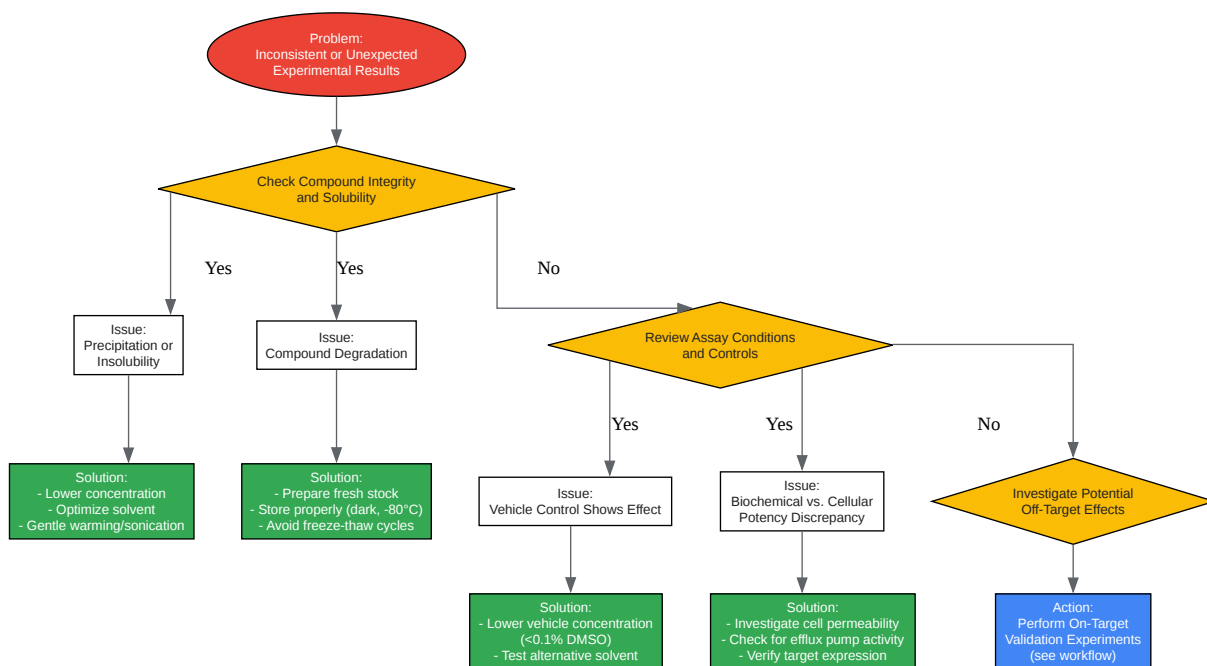 Problem:
Inconsistent or Unexpected
Experimental Results
Check Compound Integrity
and Solubility
Yes
Yes
No
Issue:
Precipitation or
Insolubility
Issue:
Compound Degradation
Review Assay Conditions
and Controls
Yes
Yes
No
Solution:
- Lower concentration
- Optimize solvent
- Gentle warming/sonication
Solution:
- Prepare fresh stock
- Store properly (dark, -80°C)
- Avoid freeze-thaw cycles
Issue:
Vehicle Control Shows Effect
Issue:
Biochemical vs. Cellular
Potency Discrepancy
Investigate Potential
Off-Target Effects
Solution:
- Lower vehicle concentration
(<0.1% DMSO)
- Test alternative solvent
Solution:
- Investigate cell permeability
- Check for efflux pump activity
- Verify target expression
Action:
Perform On-Target
Validation Experiments
(see workflow)